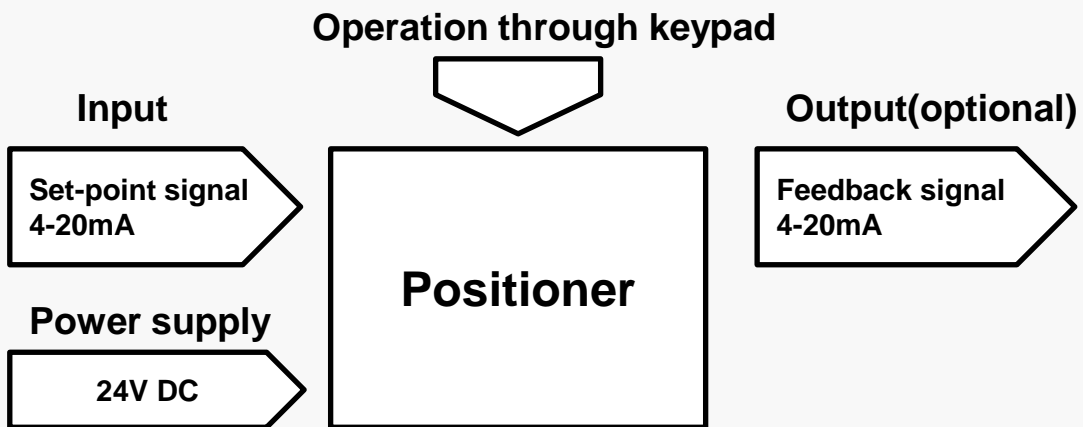 Operation through keypad
Input
Output(optional)
Set-point signal
4-20mA
Feedback signal
4-20mA
Positioner
Power supply
24V DC